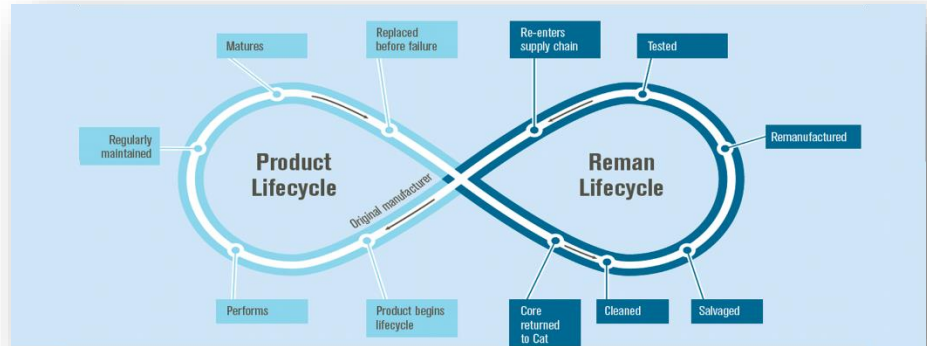 Matures
Replaced
before failure
Re-enters
supply chain
Tested
Regularly
maintained
Product
Lifecycle
Original manufacturer
Reman
Lifecycle
Remanufactured
Performs
Product begins
lifecycle
Core
returned
to Cat
Cleaned
Salvaged